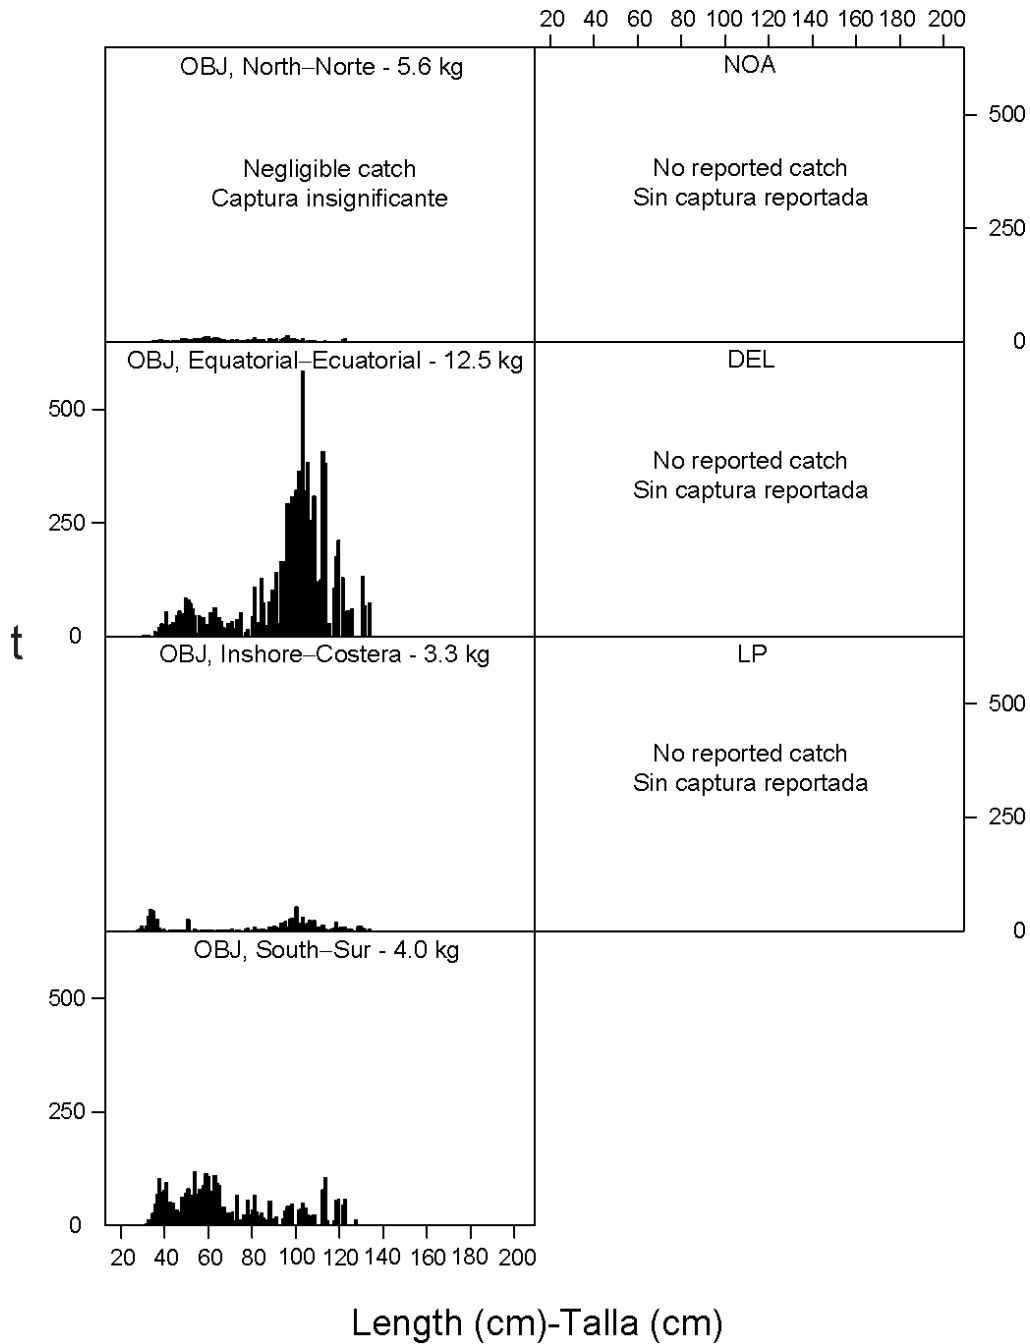 20 40 60 80 100 120 140 160 180 200
OBJ, North–Norte - 5.6 kg
Negligible catch
Captura insignificante
NOA
No reported catch
Sin captura reportada
500
250
0
OBJ, Equatorial–Ecuatorial - 12.5 kg
500
250
0
DEL
No reported catch
Sin captura reportada
t
OBJ, Inshore–Costera - 3.3 kg
LP
No reported catch
Sin captura reportada
500
250
0
OBJ, South–Sur - 4.0 kg
500
250
0
20 40 60 80 100 120 140 160 180 200
Length (cm)-Talla (cm)